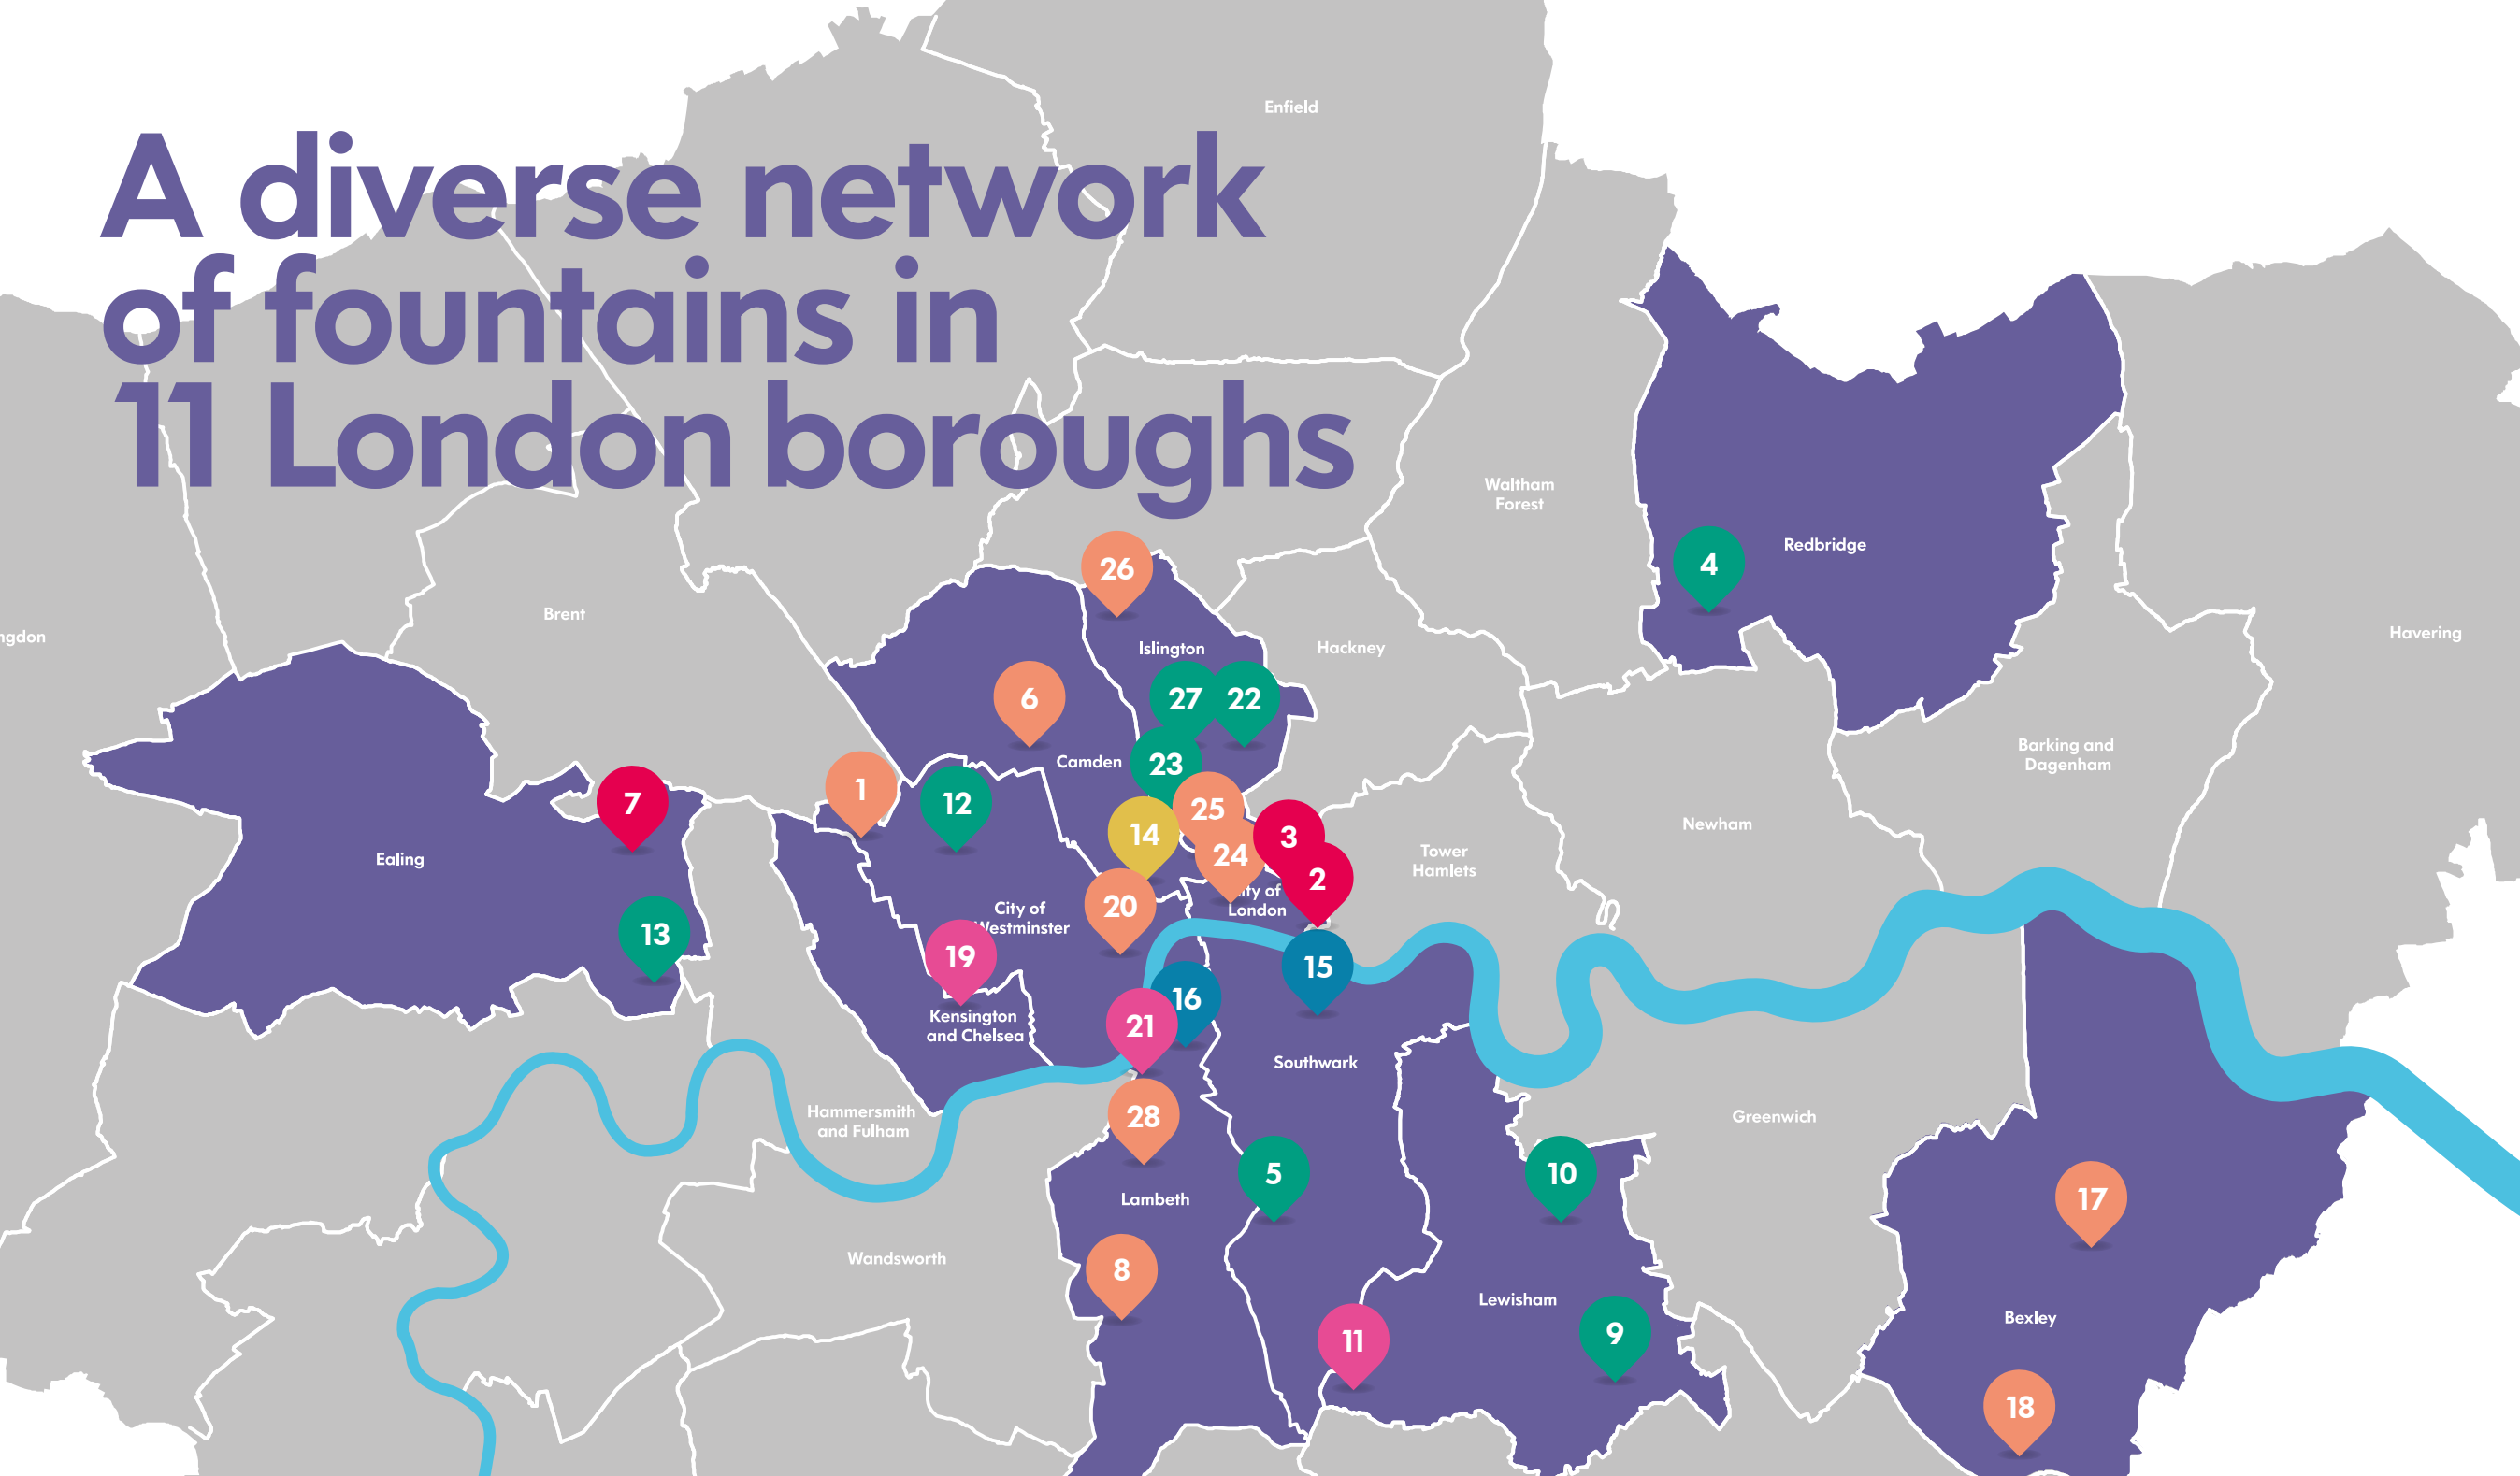 A diverse network
of fountains in
11 London boroughs
Enfield
Waltham
Forest
Redbridge
4
26
Brent
ngdon
Islington
Hackney
Havering
6
27
22
Camden
23
Barking and
Dagenham
1
12
7
25
14
3
Newham
Ealing
24
Tower
Hamlets
2
20
City of
Westminster
ity of
London
13
19
15
16
Kensington
and Chelsea
21
Southwark
Hammersmith
and Fulham
28
Greenwich
5
10
17
Lambeth
Wandsworth
8
Lewisham
Bexley
11
9
18